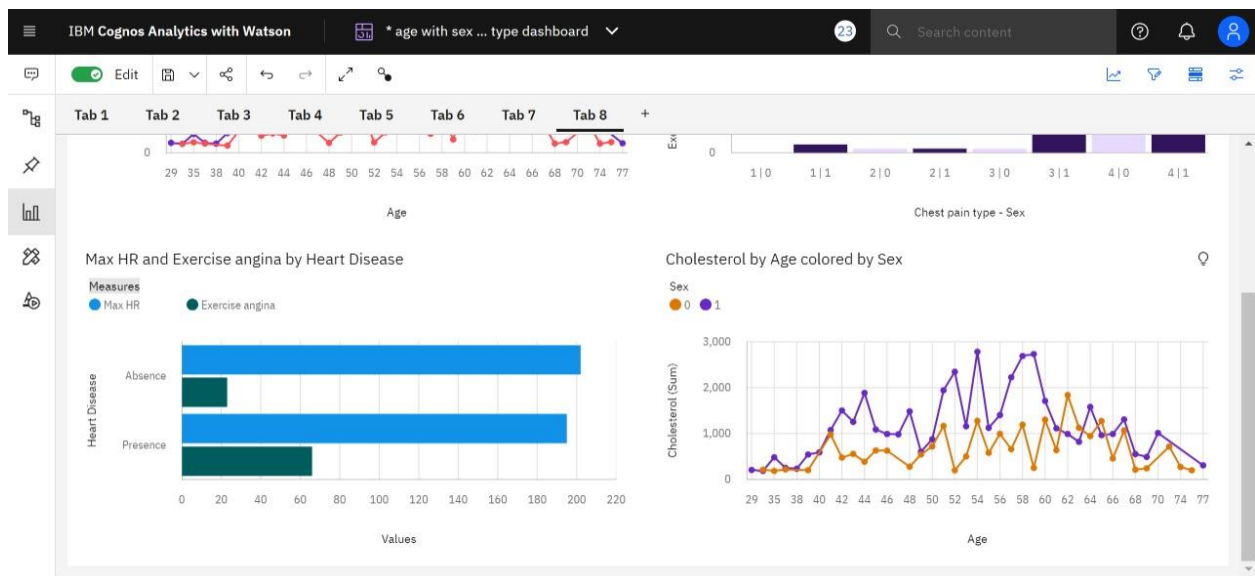 IBM Cognos Analytics with Watson
* age with sex ... type dashboard
23
Search content
Edit
Tab 1 Tab 2 Tab 3 Tab 4 Tab 5 Tab 6 Tab 7 Tab 8 +
0
29 35 38 40 42 44 46 48 50 52 54 56 58 60 62 64 66 68 70 74 77
Age
0
1|0 1|1 2|0 2|1 3|0 3|1 4|0 4|1
Chest pain type - Sex
Max HR and Exercise angina by Heart Disease
Measures
Max HR Exercise angina
Heart Disease
Absence
Presence
0 20 40 60 80 100 120 140 160 180 200 220
Values
Cholesterol by Age colored by Sex
Sex
0 1
Cholesterol (Sum)
3,000
2,000
1,000
0
29 35 38 40 42 44 46 48 50 52 54 56 58 60 62 64 66 68 70 74 77
Age